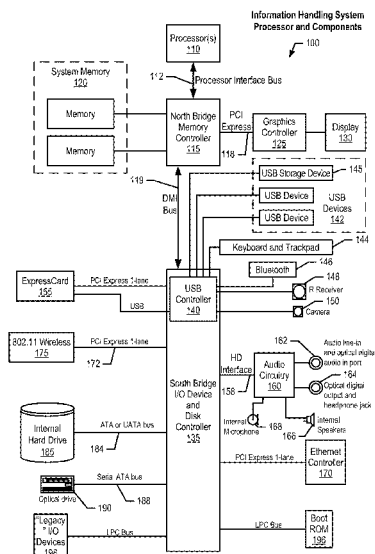 Information Handling System
Processor and Components
100
Processor(s)
110
112
Processor Interface Bus
System Memory
120
Memory
Memory
North Bridge
Memory
Controller
115
PCI
Express
118
Graphics
Controller
125
Display
130
119
DMI
Bus
USB Storage Device
145
USB Device
USB Device
USB
Devices
142
144
Keyboard and Trackpad
Bluetooth
146
USB
Controller
140
148
IR Receiver
150
Camera
ExpressCard
155
PCI Express 1-lane
USB
802.11 Wireless
175
PCI Express 1-lane
172
South Bridge
I/O Device
and
Disk
Controller
135
HD
Interface
158
Audio
Circuitry
160
162
Audio line-in
and optical digital
audio in port
164
Optical digital
output and
headphone jack
Internal
Microphone
168
166
Internal
Speakers
Internal
Hard Drive
185
ATA or UATA bus
184
PCI Express 1-lane
Ethernet
Controller
170
Serial ATA bus
188
Optical drive
190
"Legacy
" I/O
Devices
198
LPC Bus
LPC Bus
Boot
ROM
196